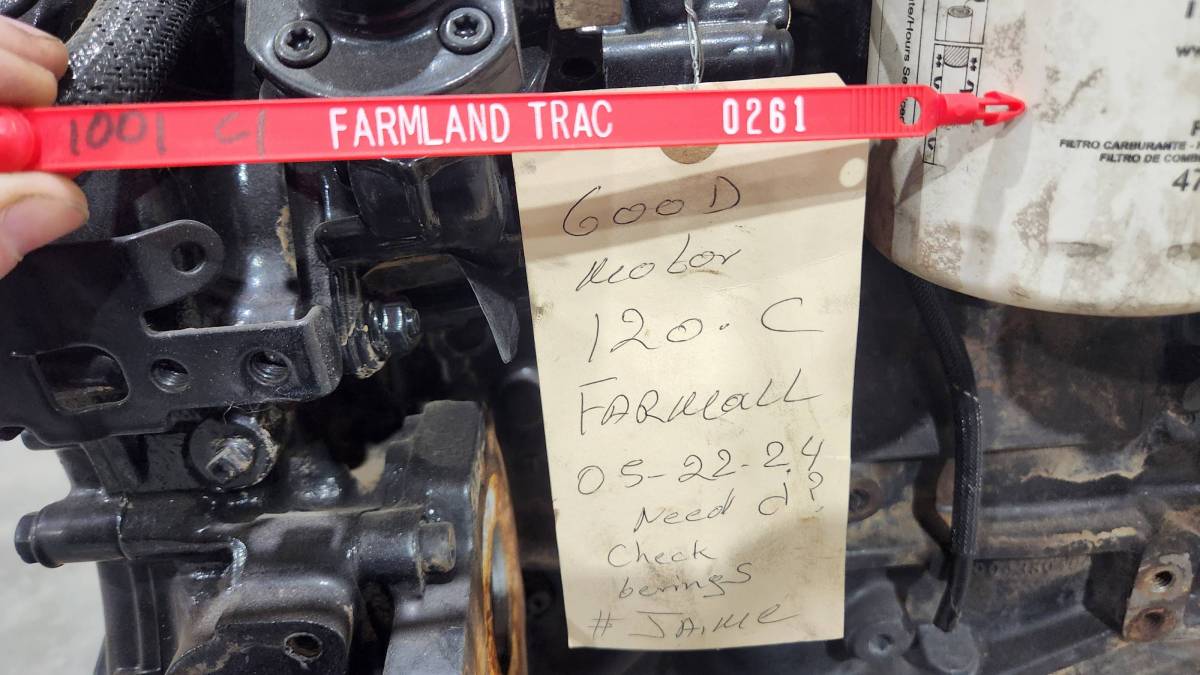 1001 C1
FARMLAND TRAC 0261
GOOD
motor
120-C
FARMALL
05-22-24
Need d?
Check
berings
# JAIME
FILTRO CARBURANTE -
FILTRO DE COMB
47